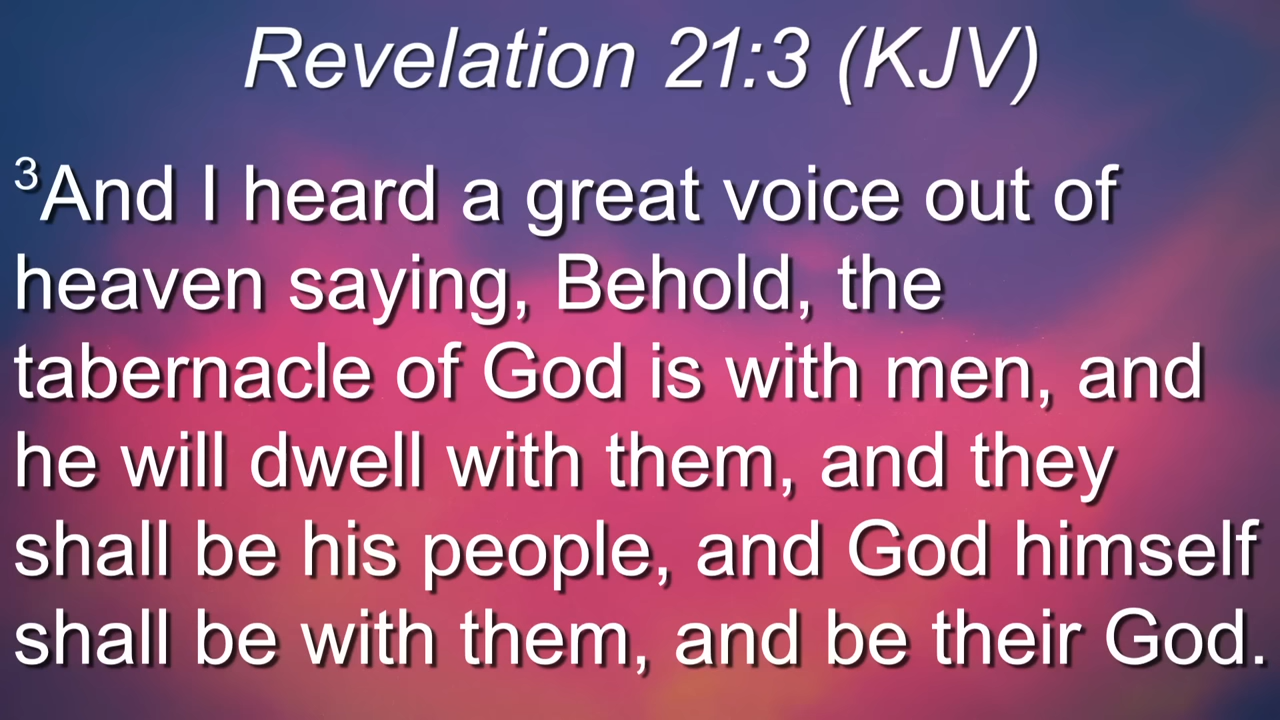 Revelation 21:3 (KJV)
³And I heard a great voice out of
heaven saying, Behold, the
tabernacle of God is with men, and
he will dwell with them, and they
shall be his people, and God himself
shall be with them, and be their God.